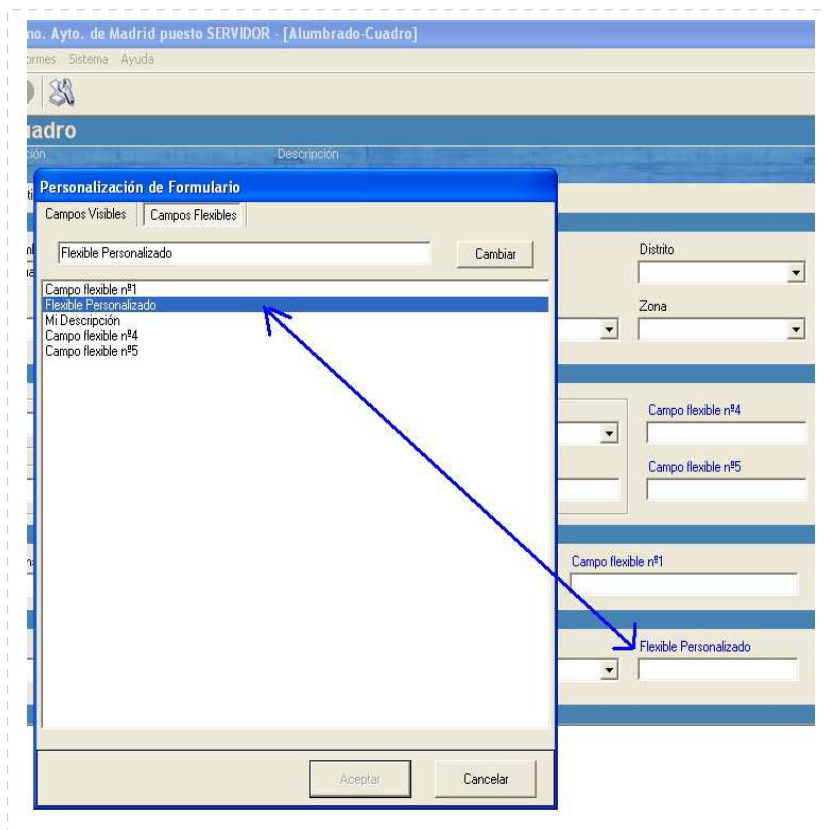 no. Ayto. de Madrid puesto SERVIDOR - [Alumbrado-Cuadro]
ormes Sistema Ayuda
uadro
ción Descripción
Personalización de Formulario
Campos Visibles Campos Flexibles
Flexible Personalizado Cambiar
Distrito
Campo flexible nº1
Flexible Personalizado
Mi Descripción
Campo flexible nº4
Campo flexible nº5
Zona
Campo flexible nº4
Campo flexible nº5
Campo flexible nº1
Flexible Personalizado
Aceptar Cancelar